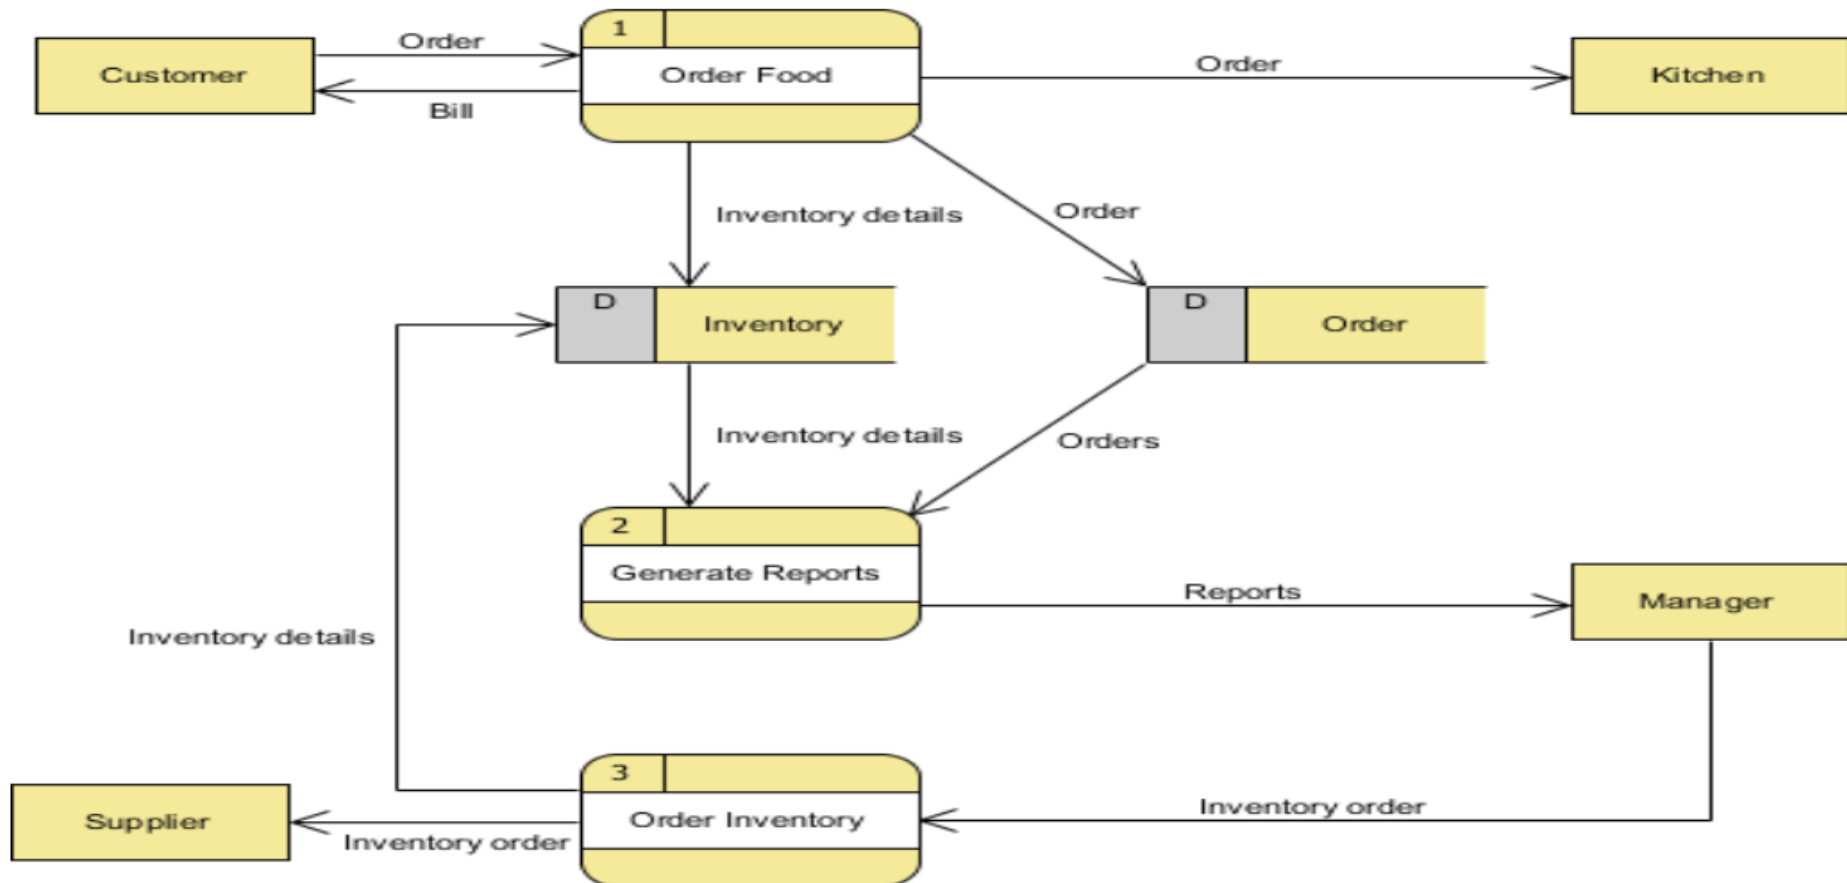 1
Order
Customer
Order Food
Order
Kitchen
Bill
Inventory details
Order
D
Inventory
D
Order
Inventory details
Orders
2
Generate Reports
Reports
Manager
Inventory details
3
Order Inventory
Inventory order
Supplier
Inventory order